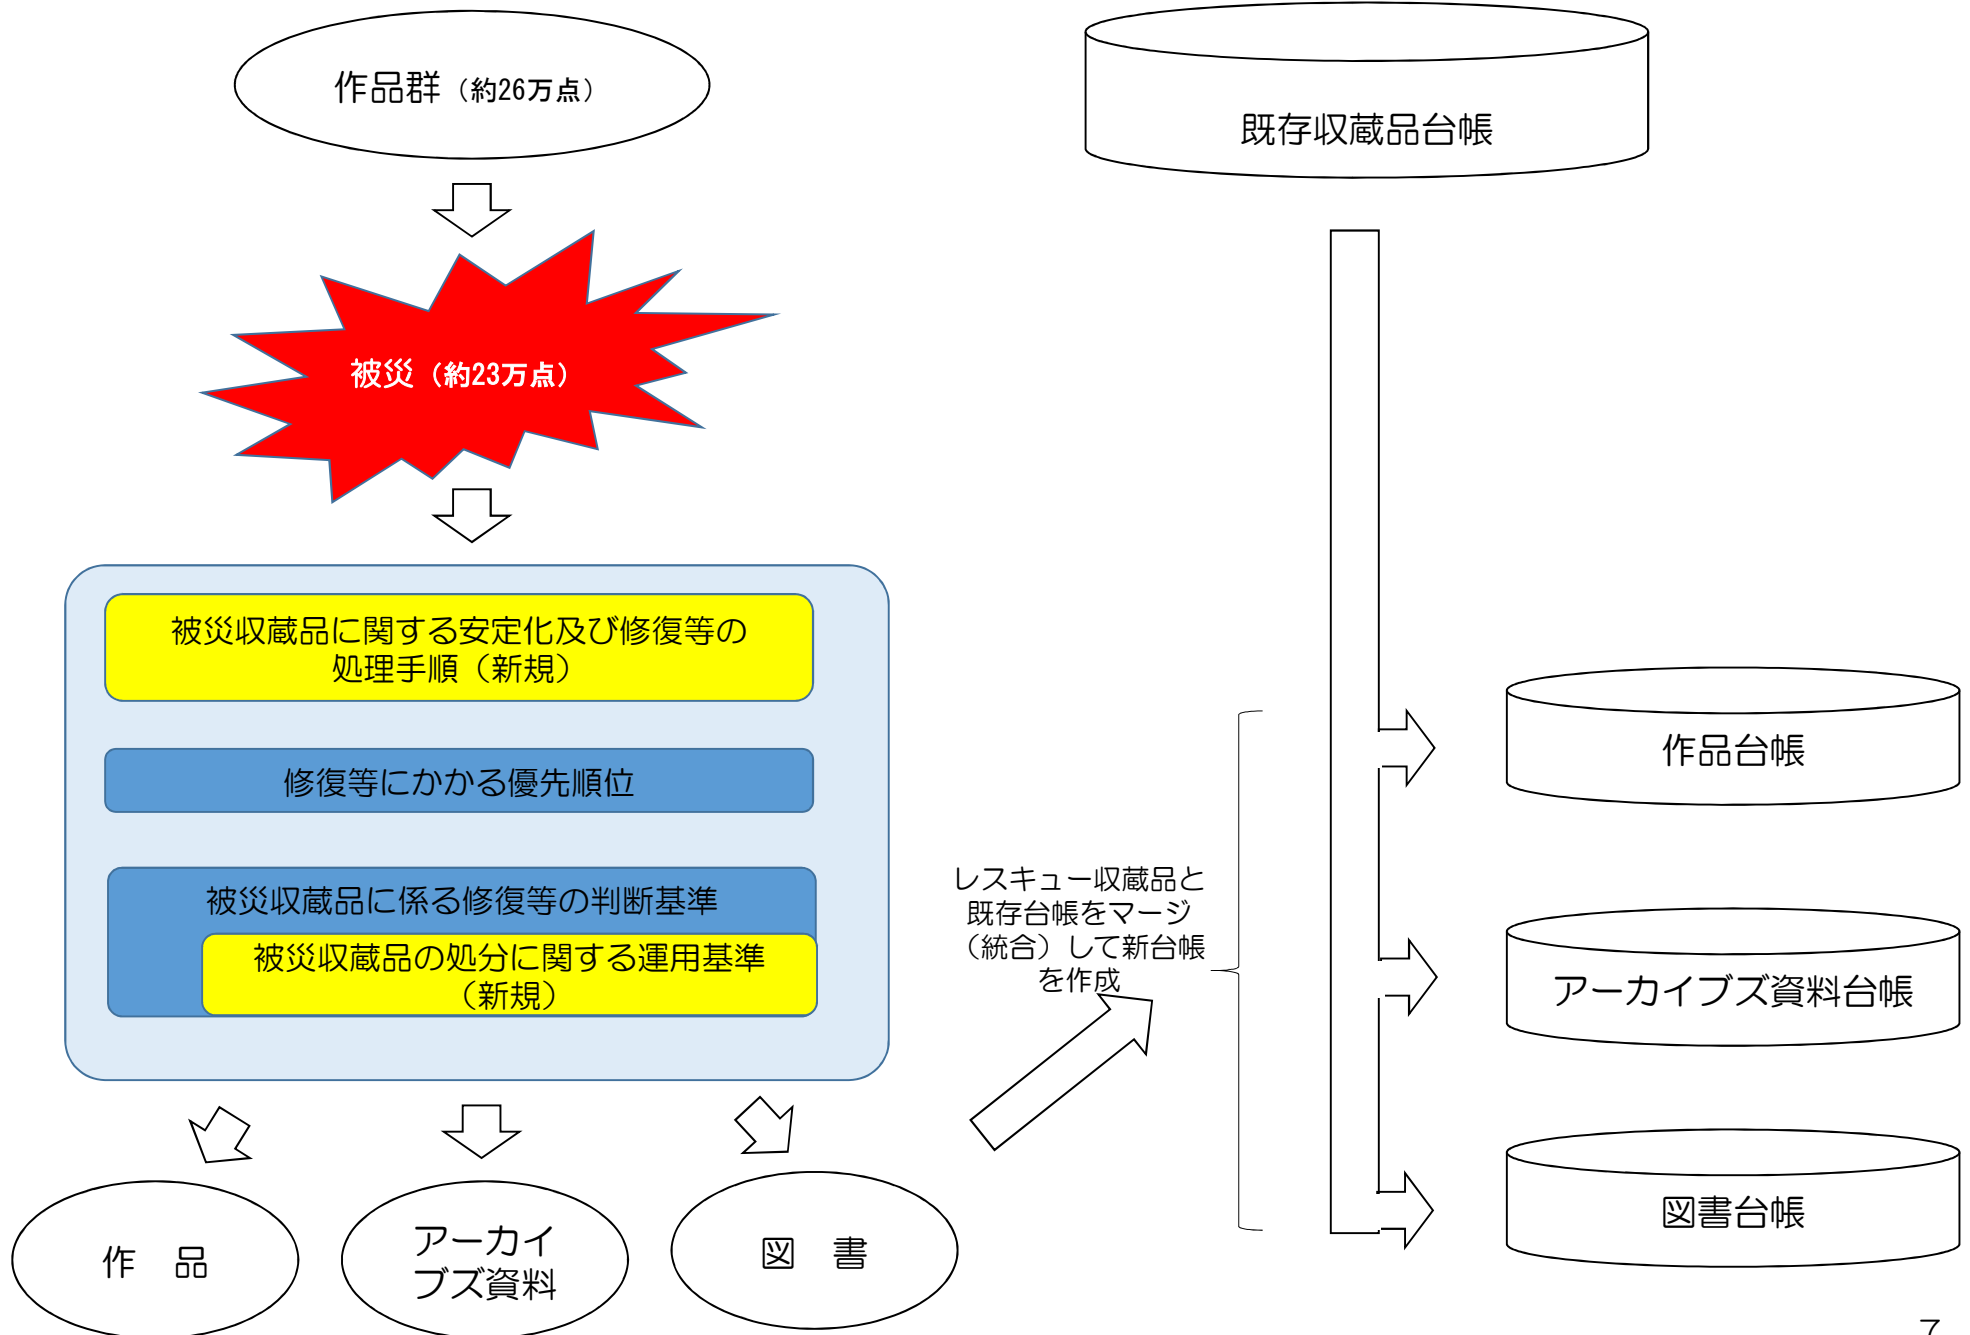 作品群（約26万点）
既存収蔵品台帳
被災（約23万点）
被災収蔵品に関する安定化及び修復等の
処理手順（新規）
修復等にかかる優先順位
被災収蔵品に係る修復等の判断基準
被災収蔵品の処分に関する運用基準
（新規）
レスキュー収蔵品と
既存台帳をマージ
（統合）して新台帳
を作成
作品台帳
アーカイブズ資料台帳
図書台帳
作　品
アーカイ
ブズ資料
図　書
7